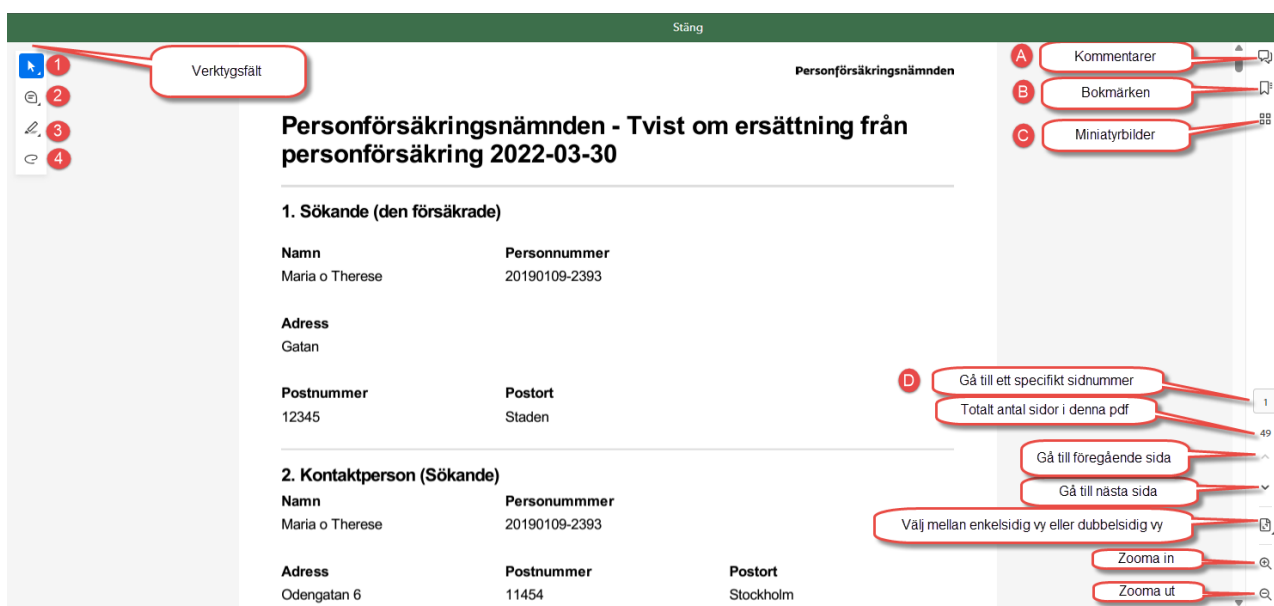 Stäng
Verktygsfält
1
2
3
4
A Kommentarer
B Bokmärken
C Miniatyrbilder
Personförsäkringsnämnden
Personförsäkringsnämnden - Tvist om ersättning från
personförsäkring 2022-03-30
1. Sökande (den försäkrade)
Namn Personnummer
Maria o Therese 20190109-2393
Adress
Gatan
Postnummer Postort
12345 Staden
D Gå till ett specifikt sidnummer 1
Totalt antal sidor i denna pdf 49
Gå till föregående sida
Gå till nästa sida
Välj mellan enkelsidig vy eller dubbelsidig vy
Zooma in
Zooma ut
2. Kontaktperson (Sökande)
Namn Personummmer
Maria o Therese 20190109-2393
Adress Postnummer Postort
Odengatan 6 11454 Stockholm